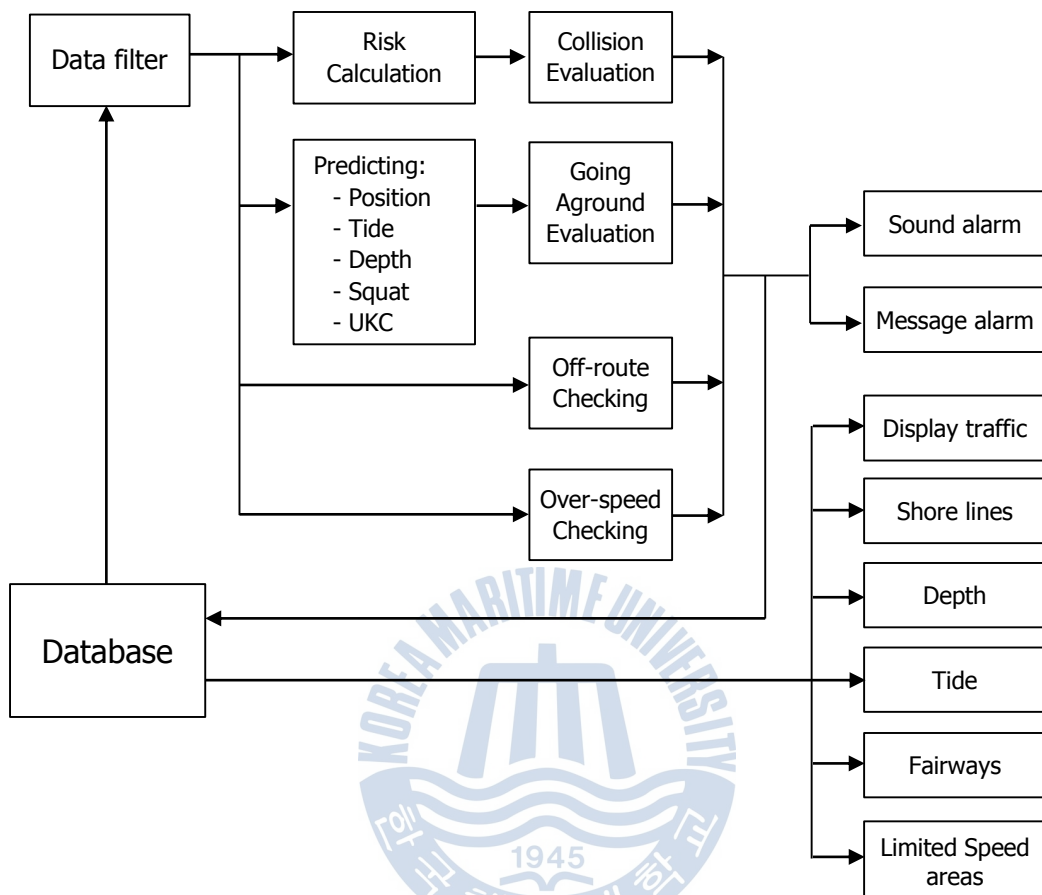 Data filter
Risk
Calculation
Collision
Evaluation
Predicting:
- Position
- Tide
- Depth
- Squat
- UKC
Going
Aground
Evaluation
Sound alarm
Message alarm
Off-route
Checking
Display traffic
Over-speed
Checking
Shore lines
Depth
Database
Tide
Fairways
Limited Speed
areas
KOREA MARITIME UNIVERSITY
1945